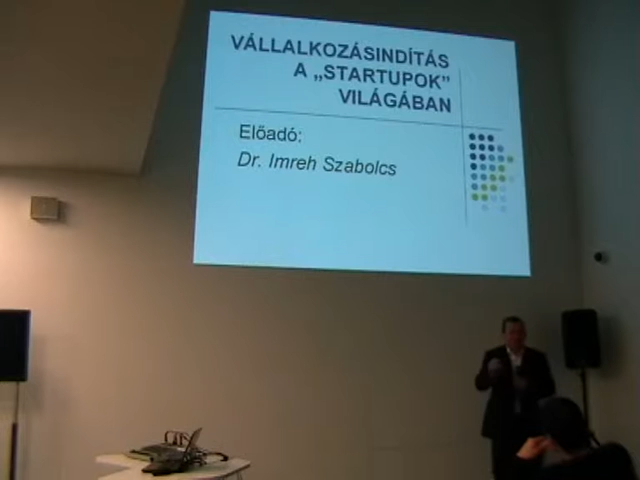 VÁLLALKOZÁSINDÍTÁS
A „STARTUPOK”
VILÁGÁBAN
Előadó:
Dr. Imreh Szabolcs